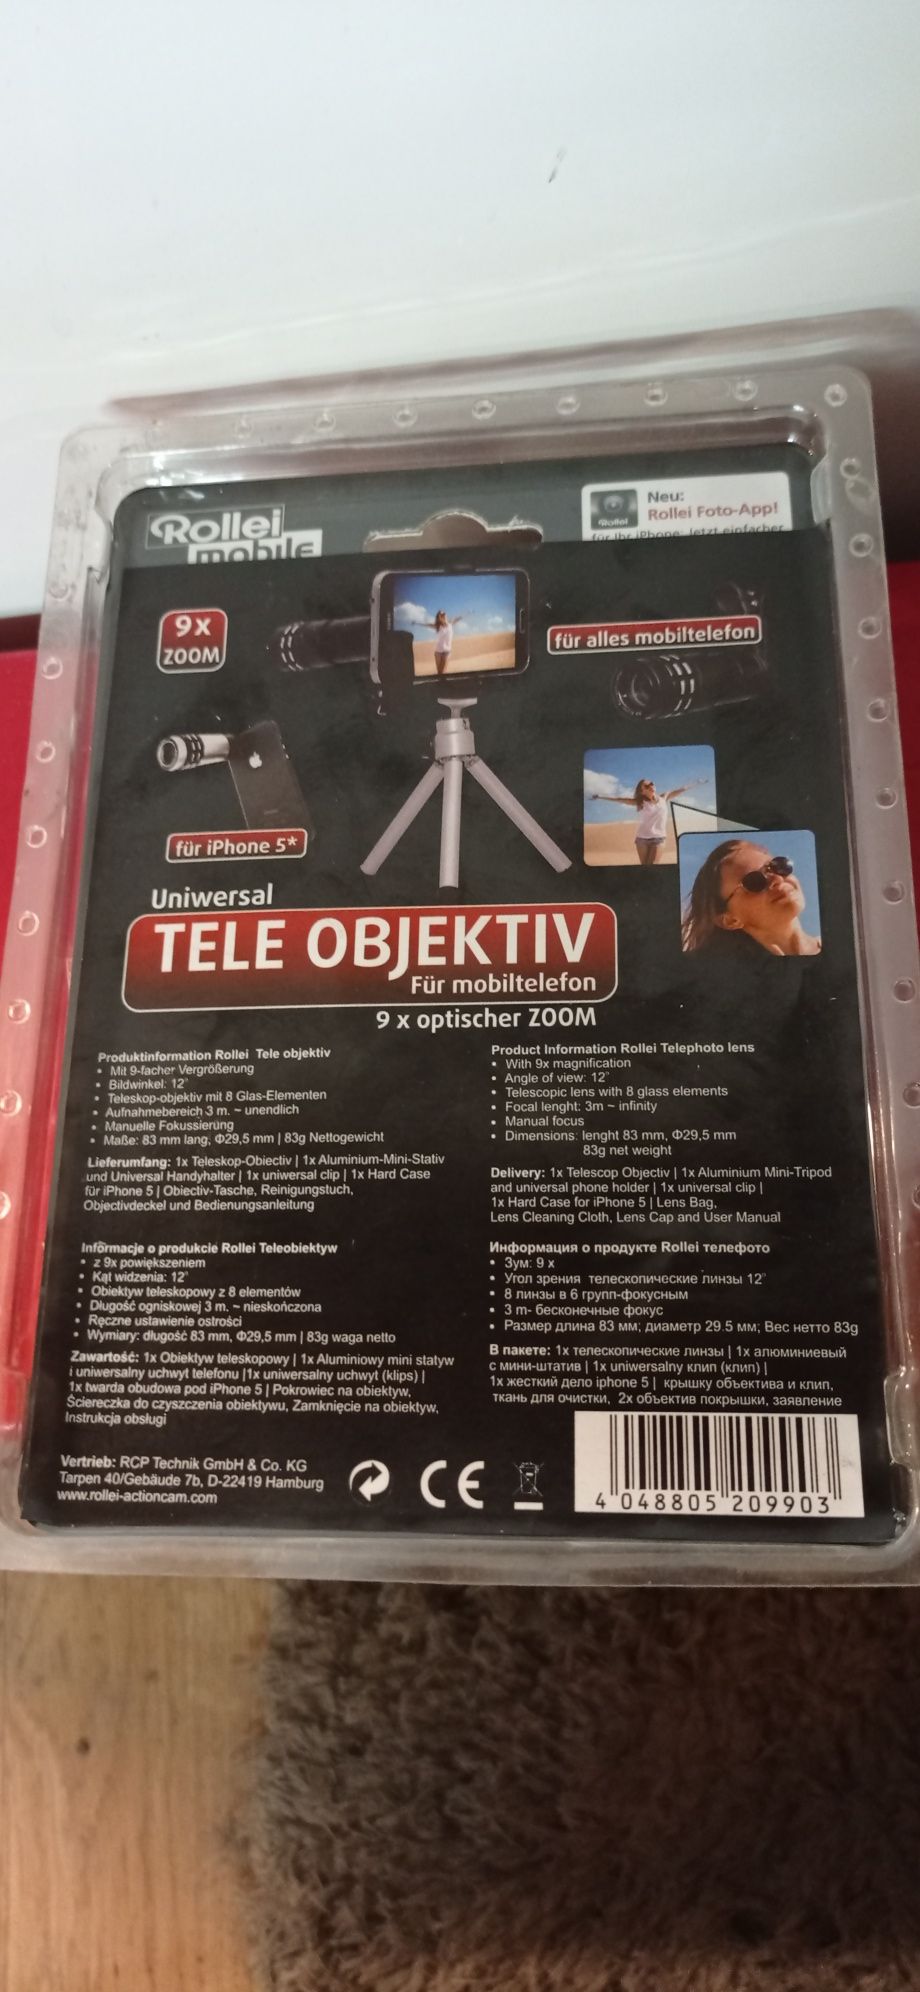 Rollei
mobile
Neu:
Rollei Foto-App!
für Ihr iPhone: Jetzt einfacher
Rollei
9x
ZOOM
für alles mobiltelefon
für iPhone 5*
Uniwersal
TELE OBJEKTIV
Für mobiltelefon
9 x optischer ZOOM
Produktinformation Rollei Tele objektiv
• Mit 9-facher Vergrößerung
• Bildwinkel: 12°
• Teleskop-objektiv mit 8 Glas-Elementen
• Aufnahmebereich 3 m. ~ unendlich
• Manuelle Fokussierung
• Maße: 83 mm lang, Φ29,5 mm | 83g Nettogewicht
Lieferumfang: 1x Teleskop-Obiectiv | 1x Aluminium-Mini-Stativ
und Universal Handyhalter | 1x uniwersal clip | 1x Hard Case
für iPhone 5 | Obiectiv-Tasche, Reinigungstuch,
Objectivdeckel und Bedienungsanleitung
Product Information Rollei Telephoto lens
• With 9x magnification
• Angle of view: 12°
• Telescopic lens with 8 glass elements
• Focal lenght: 3m ~ infinity
• Manual focus
• Dimensions: lenght 83 mm, Φ29,5 mm
83g net weight
Delivery: 1x Telescop Objectiv | 1x Aluminium Mini-Tripod
and universal phone holder | 1x universal clip |
1x Hard Case for iPhone 5 | Lens Bag,
Lens Cleaning Cloth, Lens Cap and User Manual
Informacje o produkcie Rollei Teleobiektyw
• z 9x powiększeniem
• Kąt widzenia: 12°
• Obiektyw teleskopowy z 8 elementów
• Długość ogniskowej 3 m. ~ nieskończona
• Ręczne ustawienie ostrości
• Wymiary: długość 83 mm, Φ29,5 mm | 83g waga netto
Zawartość: 1x Obiektyw teleskopowy | 1x Aluminiowy mini statyw
i uniwersalny uchwyt telefonu |1x uniwersalny uchwyt (klips) |
1x twarda obudowa pod iPhone 5 | Pokrowiec na obiektyw,
Ściereczka do czyszczenia obiektywu, Zamknięcie na obiektyw,
Instrukcja obsługi
Информация о продукте Rollei телефото
• Зум: 9 x
• Угол зрения телескопические линзы 12°
• 8 линзы в 6 групп-фокусным
• 3 m- бесконечные фокус
• Размер длина 83 мм; диаметр 29.5 мм; Вес нетто 83g
В пакете: 1x телескопические линзы | 1x алюминиевый
с мини-штатив | 1x uniwersalny клип (клип) |
1x жесткий дело iphone 5 | крышку объектива и клип,
ткань для очистки, 2x объектив покрышки, заявление
Vertrieb: RCP Technik GmbH & Co. KG
Tarpen 40/Gebäude 7b, D-22419 Hamburg
www.rollei-actioncam.com
CE
4 048805 209903